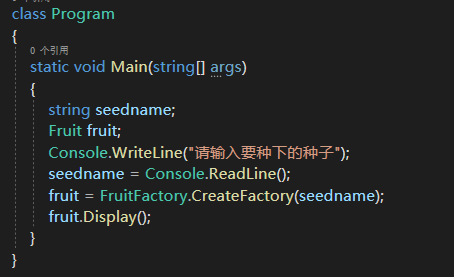 class Program
{
0 个引用
static void Main(string[] args)
{
string seedname;
Fruit fruit;
Console.WriteLine("请输入要种下的种子");
seedname = Console.ReadLine();
fruit = FruitFactory.CreateFactory(seedname);
fruit.Display();
}
}